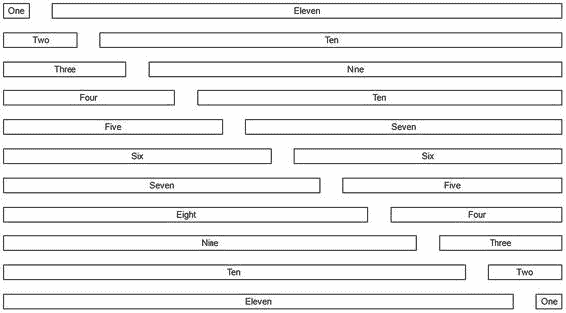 One Eleven
Two Ten
Three Nine
Four Ten
Five Seven
Six Six
Seven Five
Eight Four
Nine Three
Ten Two
Eleven One